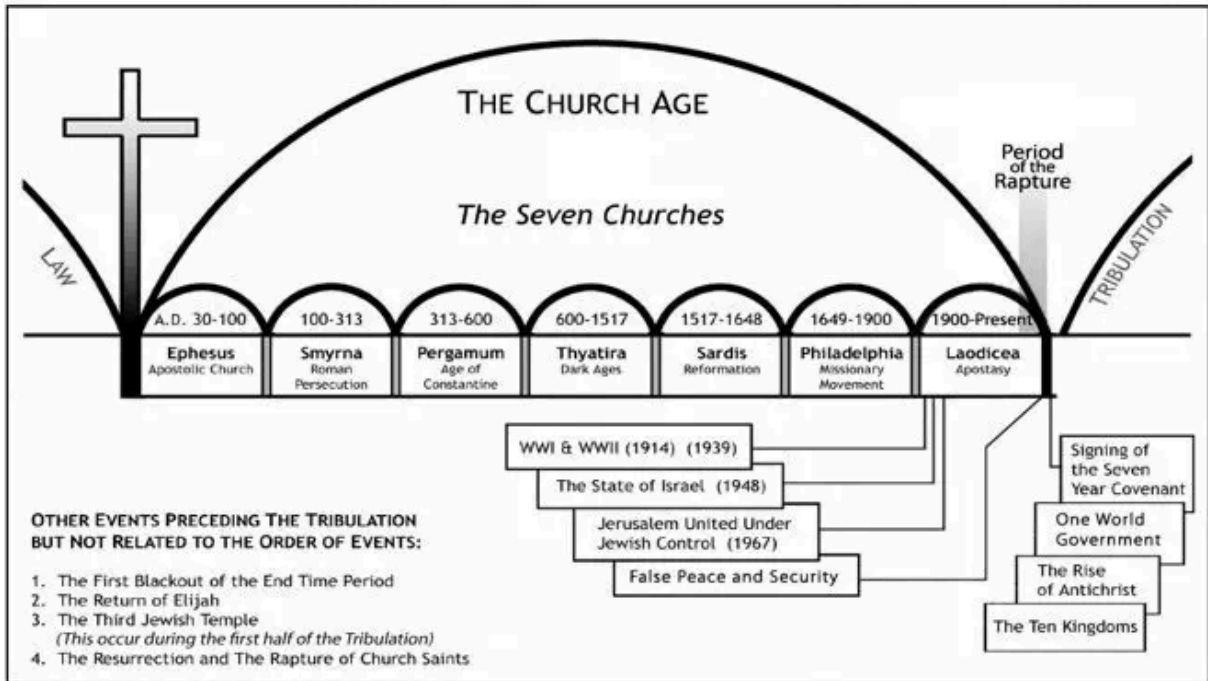 THE CHURCH AGE
The Seven Churches
Period
of the
Rapture
LAW
TRIBULATION
A.D. 30-100
100-313
313-600
600-1517
1517-1648
1649-1900
1900-Present
Ephesus
Apostolic Church
Smyrna
Roman
Persecution
Pergamum
Age of
Constantine
Thyatira
Dark Ages
Sardis
Reformation
Philadelphia
Missionary
Movement
Laodicea
Apostasy
WWI & WWII (1914) (1939)
The State of Israel (1948)
Jerusalem United Under
Jewish Control (1967)
False Peace and Security
Signing of
the Seven
Year Covenant
One World
Government
The Rise
of Antichrist
The Ten Kingdoms
OTHER EVENTS PRECEDING THE TRIBULATION
BUT NOT RELATED TO THE ORDER OF EVENTS:
1. The First Blackout of the End Time Period
2. The Return of Elijah
3. The Third Jewish Temple
(This occur during the first half of the Tribulation)
4. The Resurrection and The Rapture of Church Saints